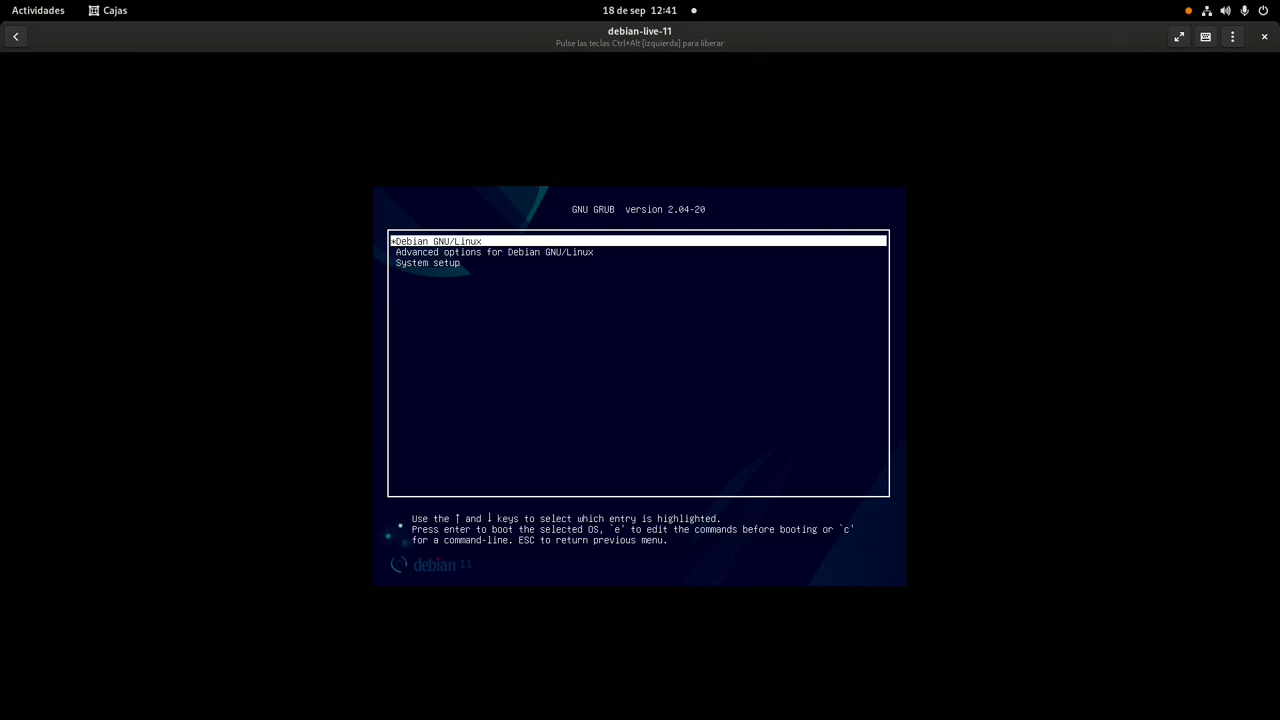 Actividades Cajas 18 de sep 12:41
debian-live-11
Pulse las teclas Ctrl+Alt [izquierda] para liberar
GNU GRUB version 2.04-20
*Debian GNU/Linux
Advanced options for Debian GNU/Linux
System setup
Use the ↑ and ↓ keys to select which entry is highlighted.
Press enter to boot the selected OS, `e' to edit the commands before booting or `c'
for a command-line. ESC to return previous menu.
debian 11